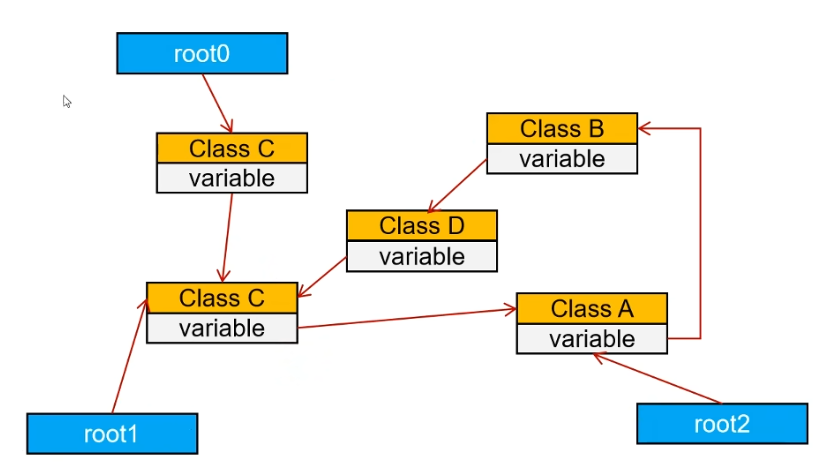 root0
Class C
variable
Class B
variable
Class D
variable
Class C
variable
Class A
variable
root1
root2